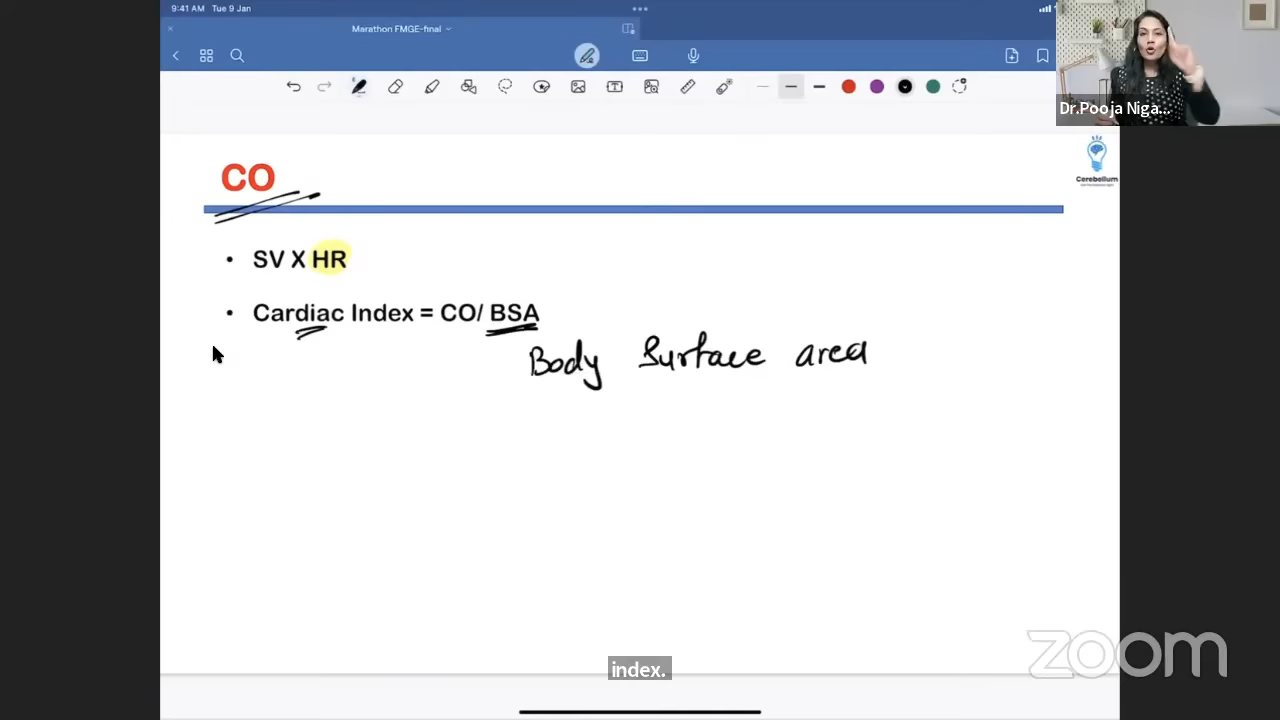 9:41 AM Tue 9 Jan
Marathon FMGE-final
Dr.Pooja Niga...
Cerebellum
CO
• SV X HR
• Cardiac Index = CO/ BSA
Body Surface area
zoom
index.